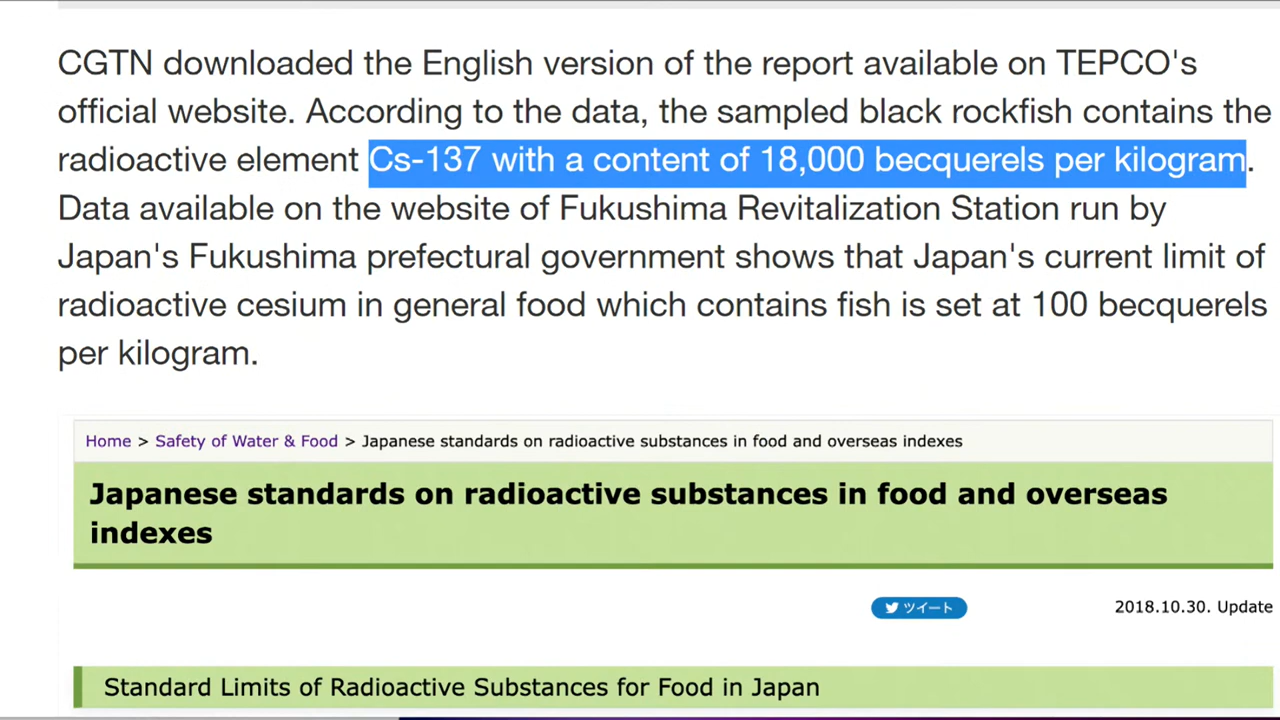 CGTN downloaded the English version of the report available on TEPCO's
official website. According to the data, the sampled black rockfish contains the
radioactive element Cs-137 with a content of 18,000 becquerels per kilogram.
Data available on the website of Fukushima Revitalization Station run by
Japan's Fukushima prefectural government shows that Japan's current limit of
radioactive cesium in general food which contains fish is set at 100 becquerels
per kilogram.
Home > Safety of Water & Food > Japanese standards on radioactive substances in food and overseas indexes
Japanese standards on radioactive substances in food and overseas
indexes
ツイート
2018.10.30. Update
Standard Limits of Radioactive Substances for Food in Japan